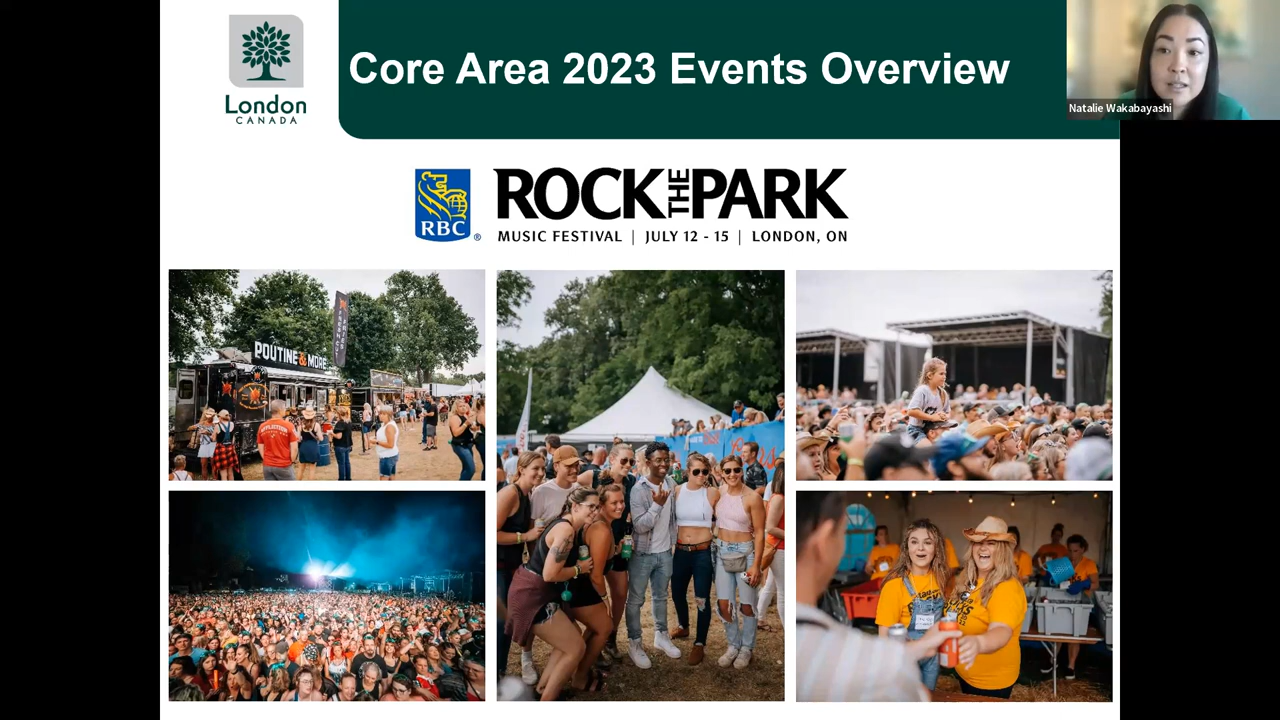 London
CANADA
Core Area 2023 Events Overview
Natalie Wakabayashi
RBC
®
ROCK THE PARK
MUSIC FESTIVAL | JULY 12 - 15 | LONDON, ON
POUTINE & MORE